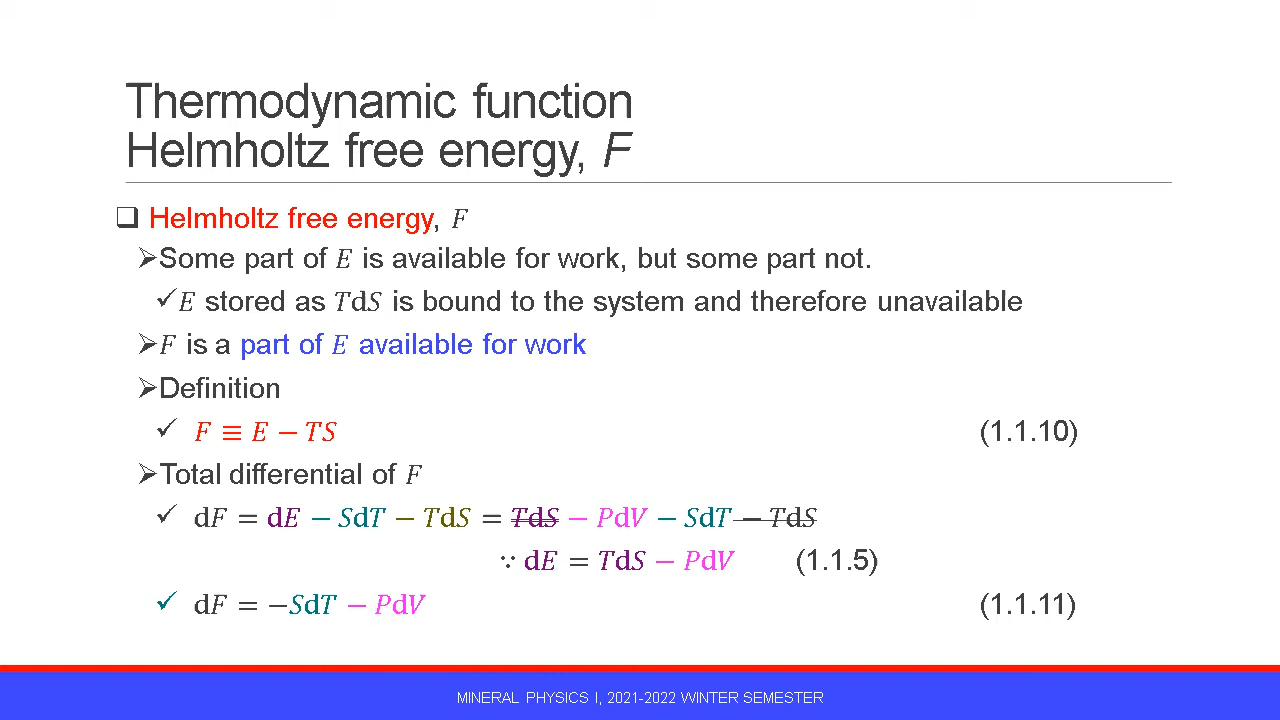 Thermodynamic function
Helmholtz free energy, F
❑ Helmholtz free energy, F
➢Some part of E is available for work, but some part not.
✓E stored as TdS is bound to the system and therefore unavailable
➢F is a part of E available for work
➢Definition
✓ F ≡ E − TS (1.1.10)
➢Total differential of F
✓ dF = dE − SdT − TdS = TdS − PdV − SdT − TdS
∵ dE = TdS − PdV (1.1.5)
✓ dF = −SdT − PdV (1.1.11)
MINERAL PHYSICS I, 2021-2022 WINTER SEMESTER